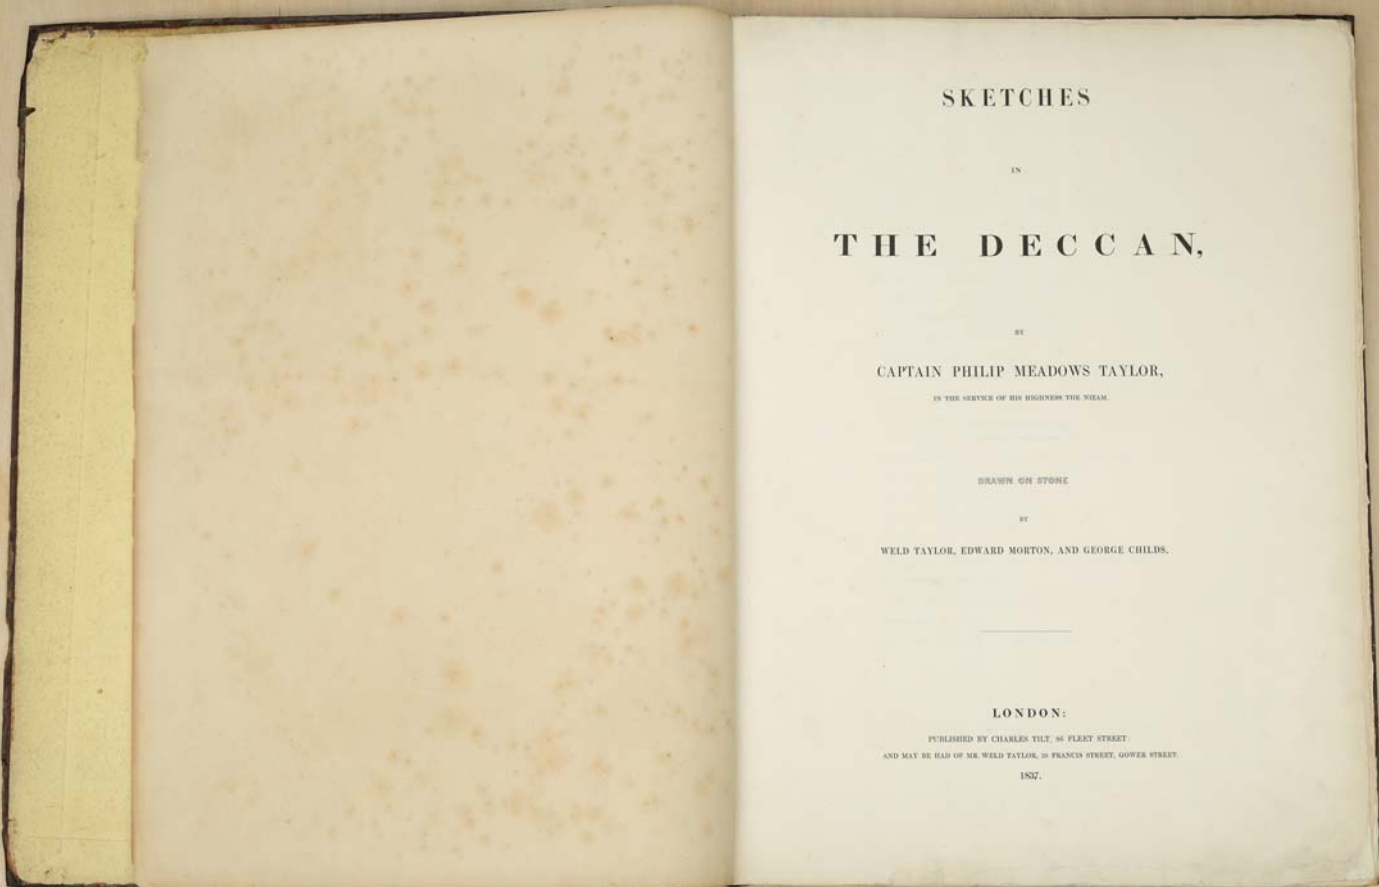 SKETCHES
IN
THE DECCAN,
BY
CAPTAIN PHILIP MEADOWS TAYLOR,
IN THE SERVICE OF HIS HIGHNESS THE NIZAM.
DRAWN ON STONE
BY
WELD TAYLOR, EDWARD MORTON, AND GEORGE CHILDS.
LONDON:
PUBLISHED BY CHARLES TILT, 86 FLEET STREET:
AND MAY BE HAD OF MR. WELD TAYLOR, FRANCIS STREET, GOWER STREET.
1837.